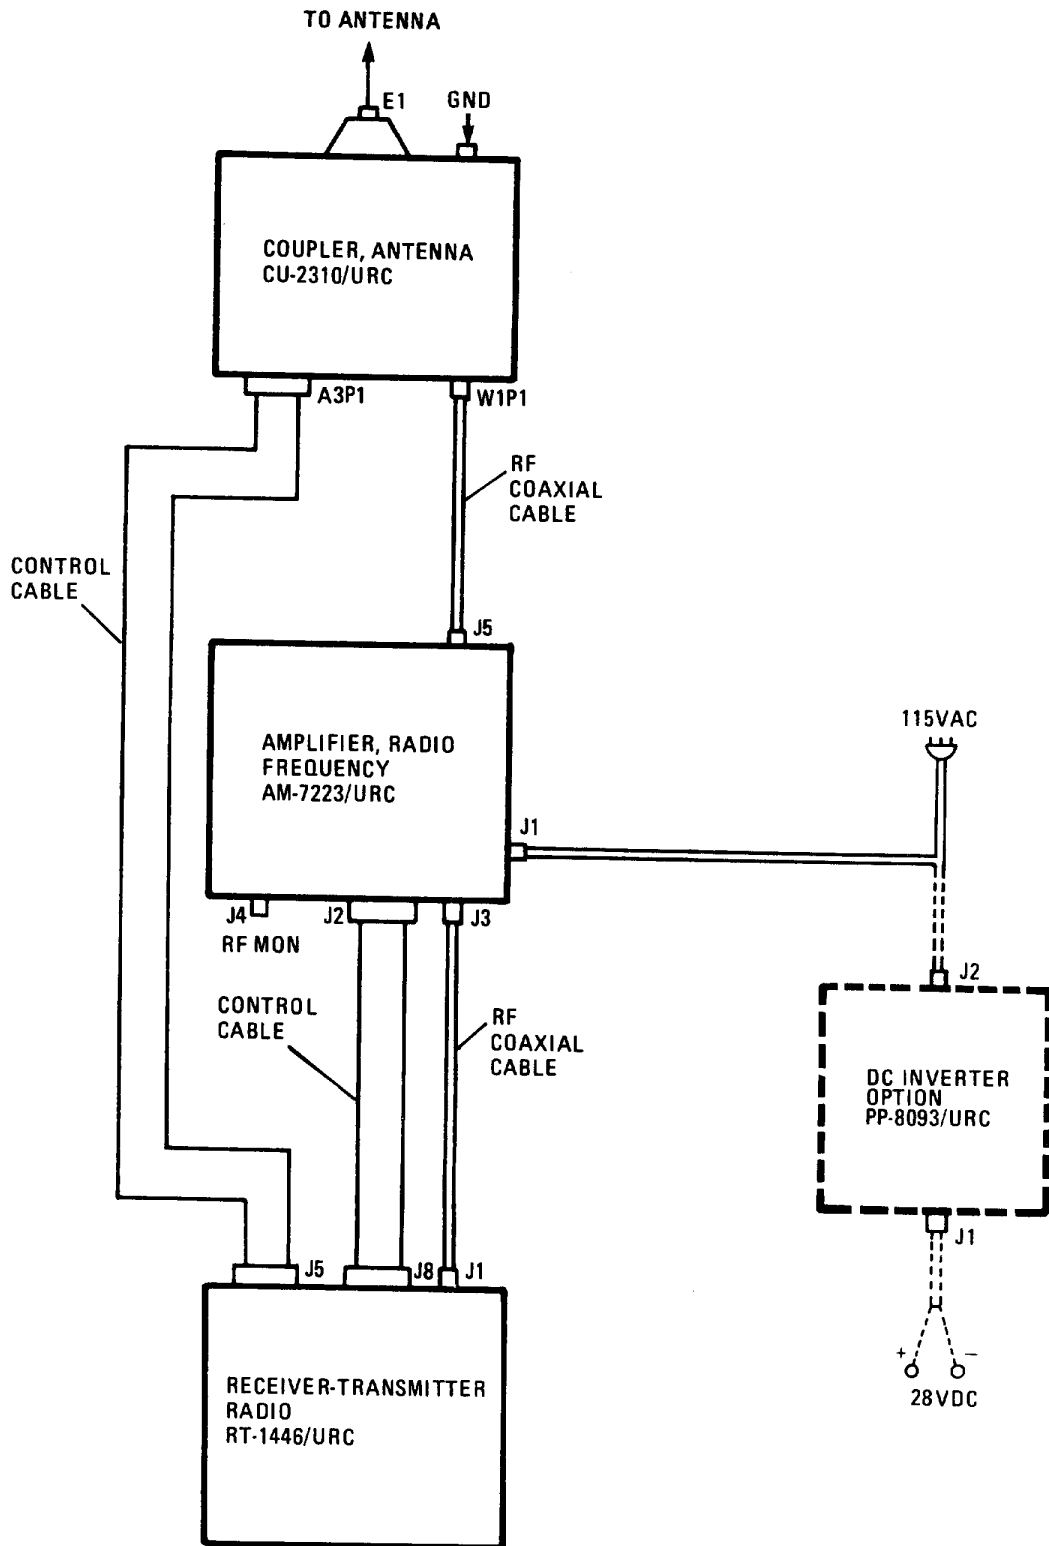 TO ANTENNA
E1
GND
COUPLER, ANTENNA
CU-2310/URC
A3P1
W1P1
RF
COAXIAL
CABLE
CONTROL
CABLE
J5
AMPLIFIER, RADIO
FREQUENCY
AM-7223/URC
115VAC
J1
J4
J2
J3
RF MON
CONTROL
CABLE
RF
COAXIAL
CABLE
J2
DC INVERTER
OPTION
PP-8093/URC
J1
J5
J8
J1
+
–
28VDC
RECEIVER-TRANSMITTER
RADIO
RT-1446/URC